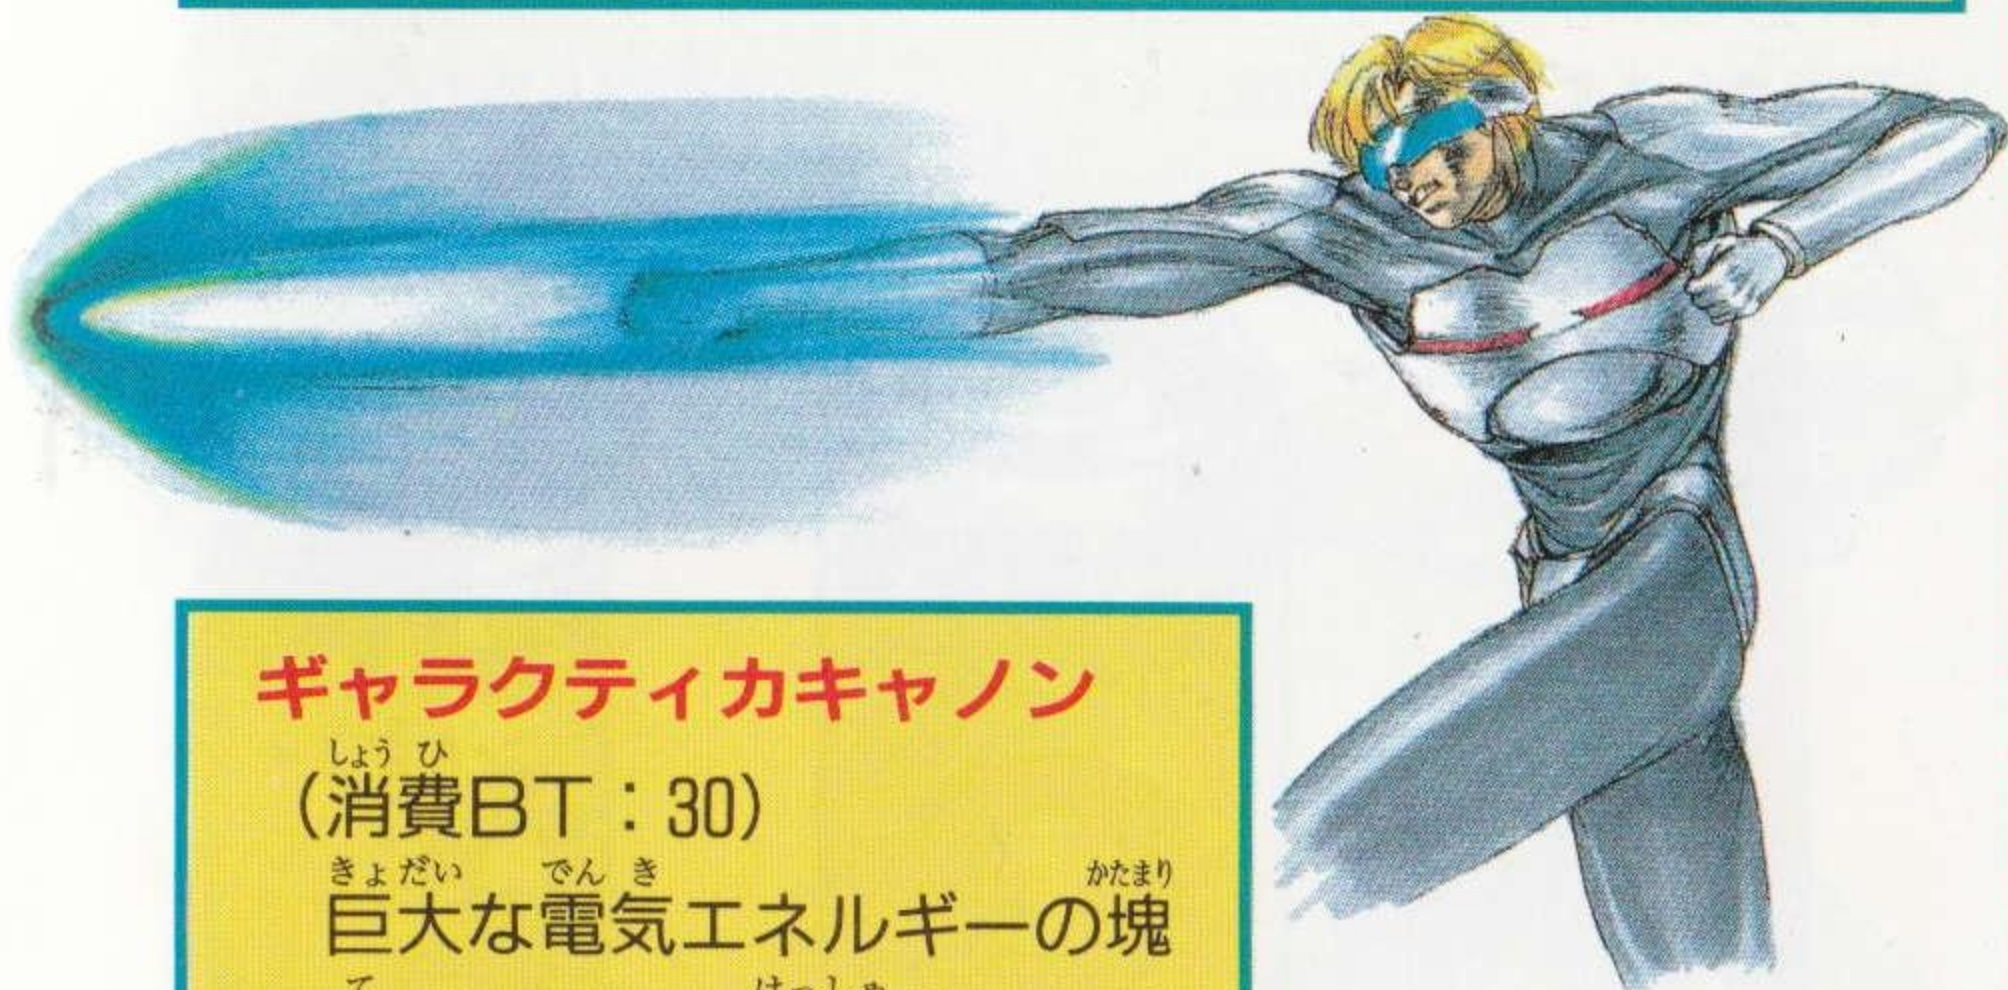 ギャラクティカキャノン
しょう ひ
（消費BT：30）
きょだい でん き かたまり
巨大な電気エネルギーの塊
て